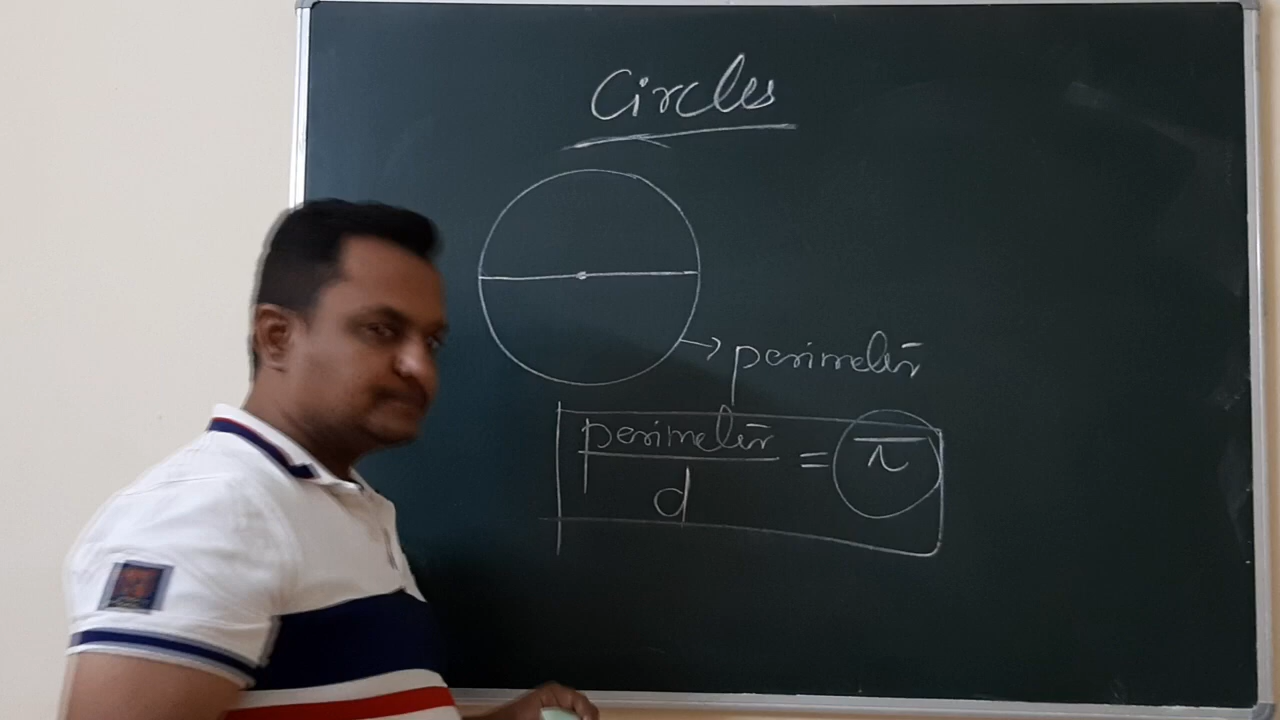 Circles
→ perimeter
perimeter
d
= π